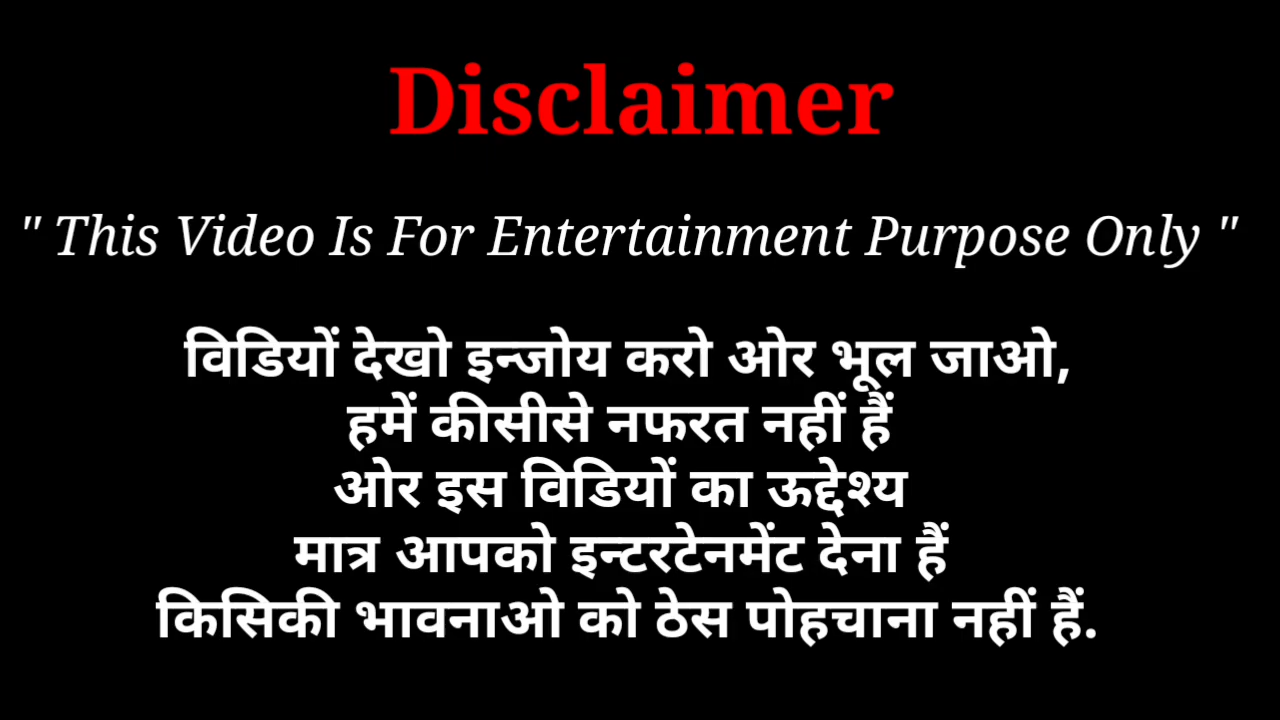 Disclaimer
" This Video Is For Entertainment Purpose Only "
विडियों देखो इन्जोय करो ओर भूल जाओ,
हमें कीसीसे नफरत नहीं हैं
ओर इस विडियों का ऊद्देश्य
मात्र आपको इन्टरटेनमेंट देना हैं
किसिकी भावनाओ को ठेस पोहचाना नहीं हैं.